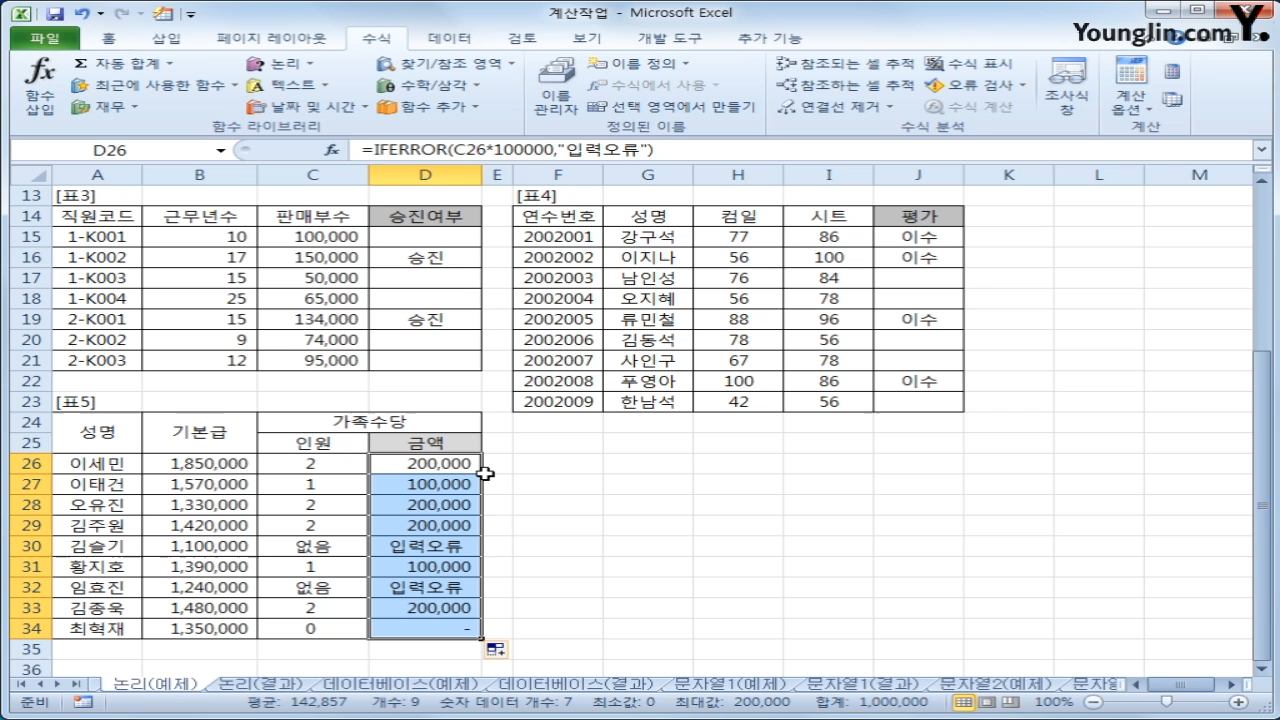 계산작업 - Microsoft Excel
Younglin.com Y.
파일 홈 삽입 페이지 레이아웃 수식 데이터 검토 보기 개발 도구 추가 기능
fx 함수 삽입
Σ 자동 합계 논리 찾기/참조 영역
최근에 사용한 함수 텍스트 수학/삼각
재무 날짜 및 시간 함수 추가
함수 라이브러리
이름 관리자
이름 정의
수식에서 사용
선택 영역에서 만들기
정의된 이름
참조되는 셀 추적 수식 표시
참조하는 셀 추적 오류 검사
연결선 제거 수식 계산
조사식 창
수식 분석
계산 옵션
계산
D26 fx =IFERROR(C26*100000,"입력오류")
A B C D E F G H I J K L M
13 [표3] [표4]
14 직원코드 근무년수 판매부수 승진여부 연수번호 성명 컴일 시트 평가
15 1-K001 10 100,000 2002001 강구석 77 86 이수
16 1-K002 17 150,000 승진 2002002 이지나 56 100 이수
17 1-K003 15 50,000 2002003 남인성 76 84
18 1-K004 25 65,000 2002004 오지혜 56 78
19 2-K001 15 134,000 승진 2002005 류민철 88 96 이수
20 2-K002 9 74,000 2002006 김동석 78 56
21 2-K003 12 95,000 2002007 사인구 67 78
22 2002008 푸영아 100 86 이수
23 [표5] 2002009 한남석 42 56
24 성명 기본급 가족수당
25 인원 금액
26 이세민 1,850,000 2 200,000
27 이태건 1,570,000 1 100,000
28 오유진 1,330,000 2 200,000
29 김주원 1,420,000 2 200,000
30 김슬기 1,100,000 없음 입력오류
31 황지호 1,390,000 1 100,000
32 임효진 1,240,000 없음 입력오류
33 김종욱 1,480,000 2 200,000
34 최혁재 1,350,000 0 -
35
36
논리(예제) 논리(결과) 데이터베이스(예제) 데이터베이스(결과) 문자열1(예제) 문자열1(결과) 문자열2(예제)
준비 평균: 142,857 개수: 9 숫자 데이터 개수: 7 최소값: 0 최대값: 200,000 합계: 1,000,000 100%